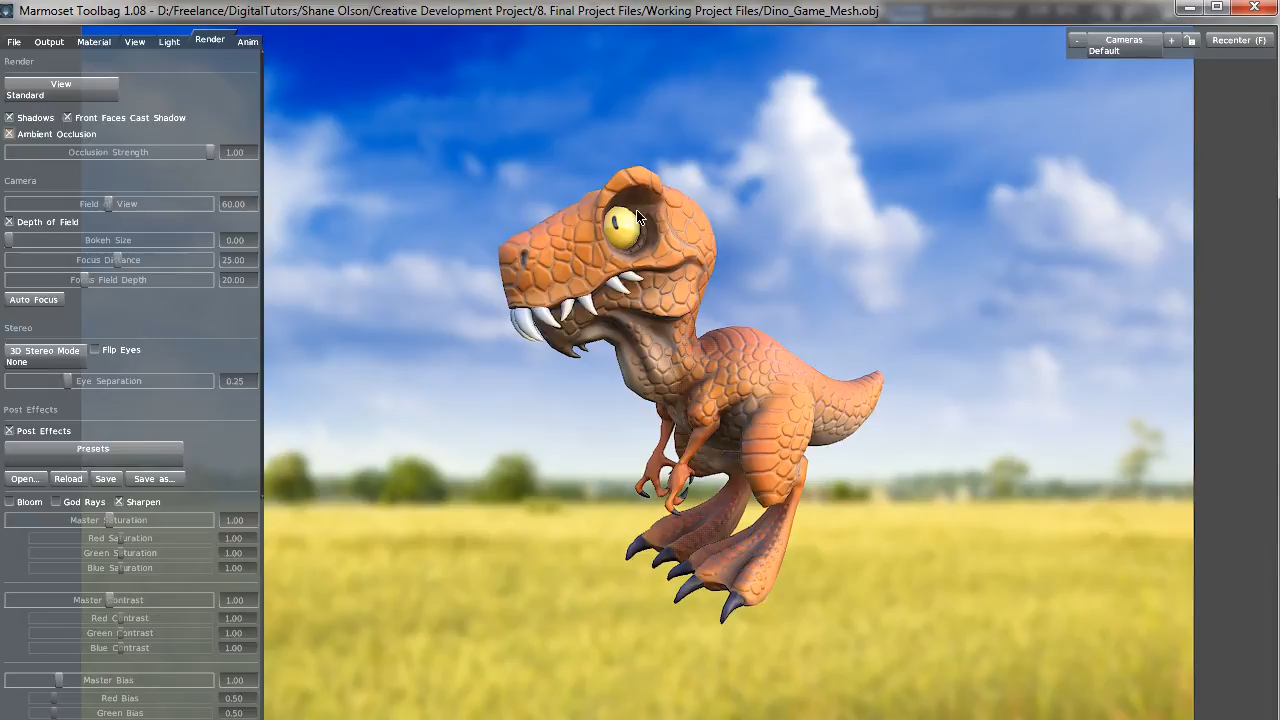 Marmoset Toolbag 1.08 - D:/Freelance/DigitalTutors/Shane Olson/Creative Development Project/8. Final Project Files/Working Project Files/Dino_Game_Mesh.obj
File Output Material View Light Render Anim
- Cameras + Recenter (F)
Default
Render
View
Standard
Shadows Front Faces Cast Shadow
Ambient Occlusion
Occlusion Strength 1.00
Camera
Field of View 60.00
Depth of Field
Bokeh Size 0.00
Focus Distance 25.00
Focus Field Depth 20.00
Auto Focus
Stereo
3D Stereo Mode Flip Eyes
None
Eye Separation 0.25
Post Effects
Post Effects
Presets
Open... Reload Save Save as...
Bloom God Rays Sharpen
Master Saturation 1.00
Red Saturation 1.00
Green Saturation 1.00
Blue Saturation 1.00
Master Contrast 1.00
Red Contrast 1.00
Green Contrast 1.00
Blue Contrast 1.00
Master Bias 1.00
Red Bias 0.50
Green Bias 0.50